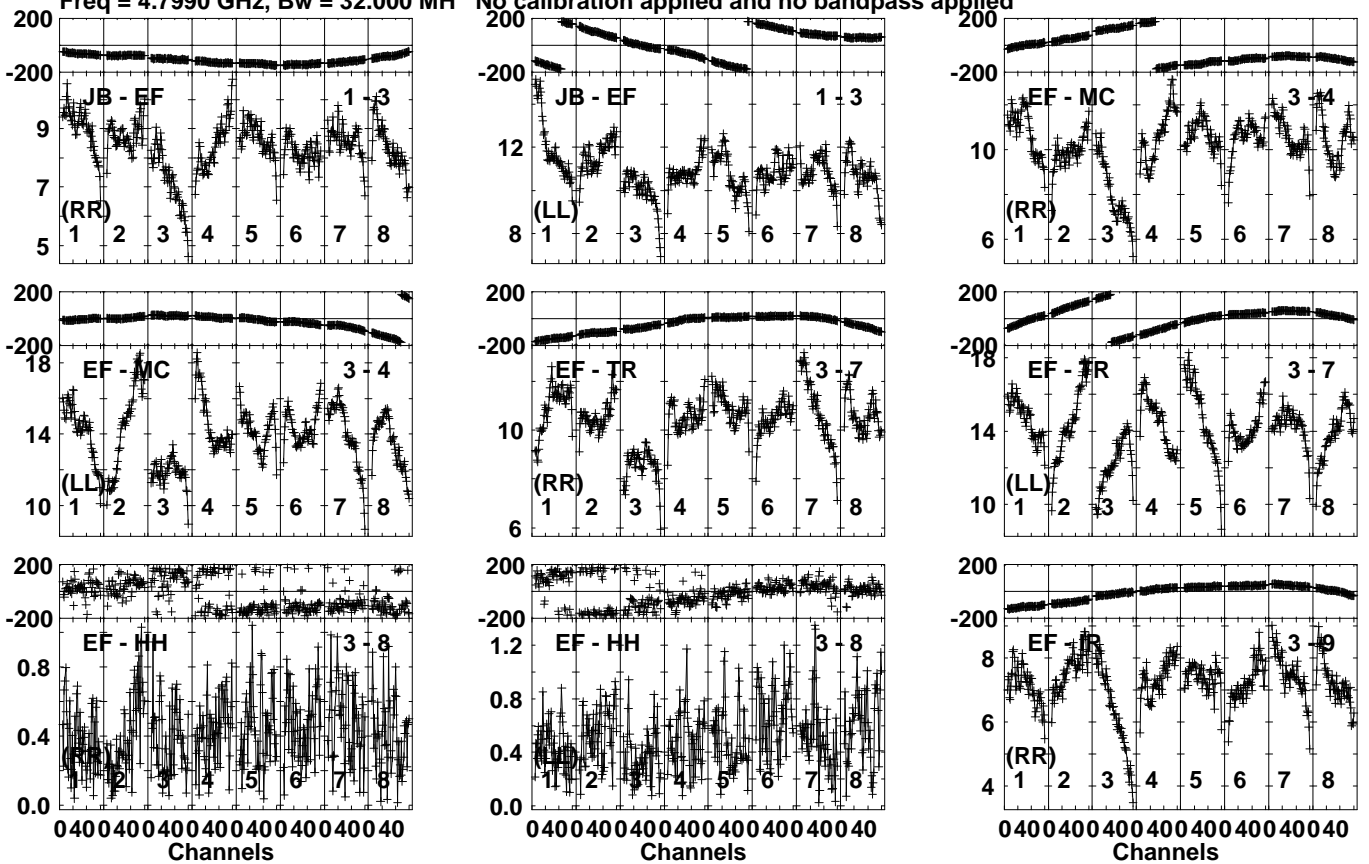 Freq = 4.7990 GHz, Bw = 32.000 MH No calibration applied and no bandpass applied
200
-200
JB - EF 1 - 3
9
7
5
(RR)
1 2 3 4 5 6 7 8
200
-200
JB - EF 1 - 3
12
8
(LL)
1 2 3 4 5 6 7 8
200
-200
EF - MC 3 - 4
10
6
(RR)
1 2 3 4 5 6 7 8
200
-200
EF - MC 3 - 4
18
14
10
(LL)
1 2 3 4 5 6 7 8
200
-200
EF - TR 3 - 7
10
6
(RR)
1 2 3 4 5 6 7 8
200
-200
EF - TR 3 - 7
18
14
10
(LL)
1 2 3 4 5 6 7 8
200
-200
EF - HH 3 - 8
0.8
0.4
0.0
(RR)
1 2 3 4 5 6 7 8
0 40 0 40 0 40 0 40 0 40 0 40 0 40 0 40
Channels
200
-200
EF - HH 3 - 8
1.2
0.8
0.4
0.0
(LL)
1 2 3 4 5 6 7 8
0 40 0 40 0 40 0 40 0 40 0 40 0 40 0 40
Channels
200
-200
EF - IR 3 - 9
8
6
4
(RR)
1 2 3 4 5 6 7 8
0 40 0 40 0 40 0 40 0 40 0 40 0 40 0 40
Channels